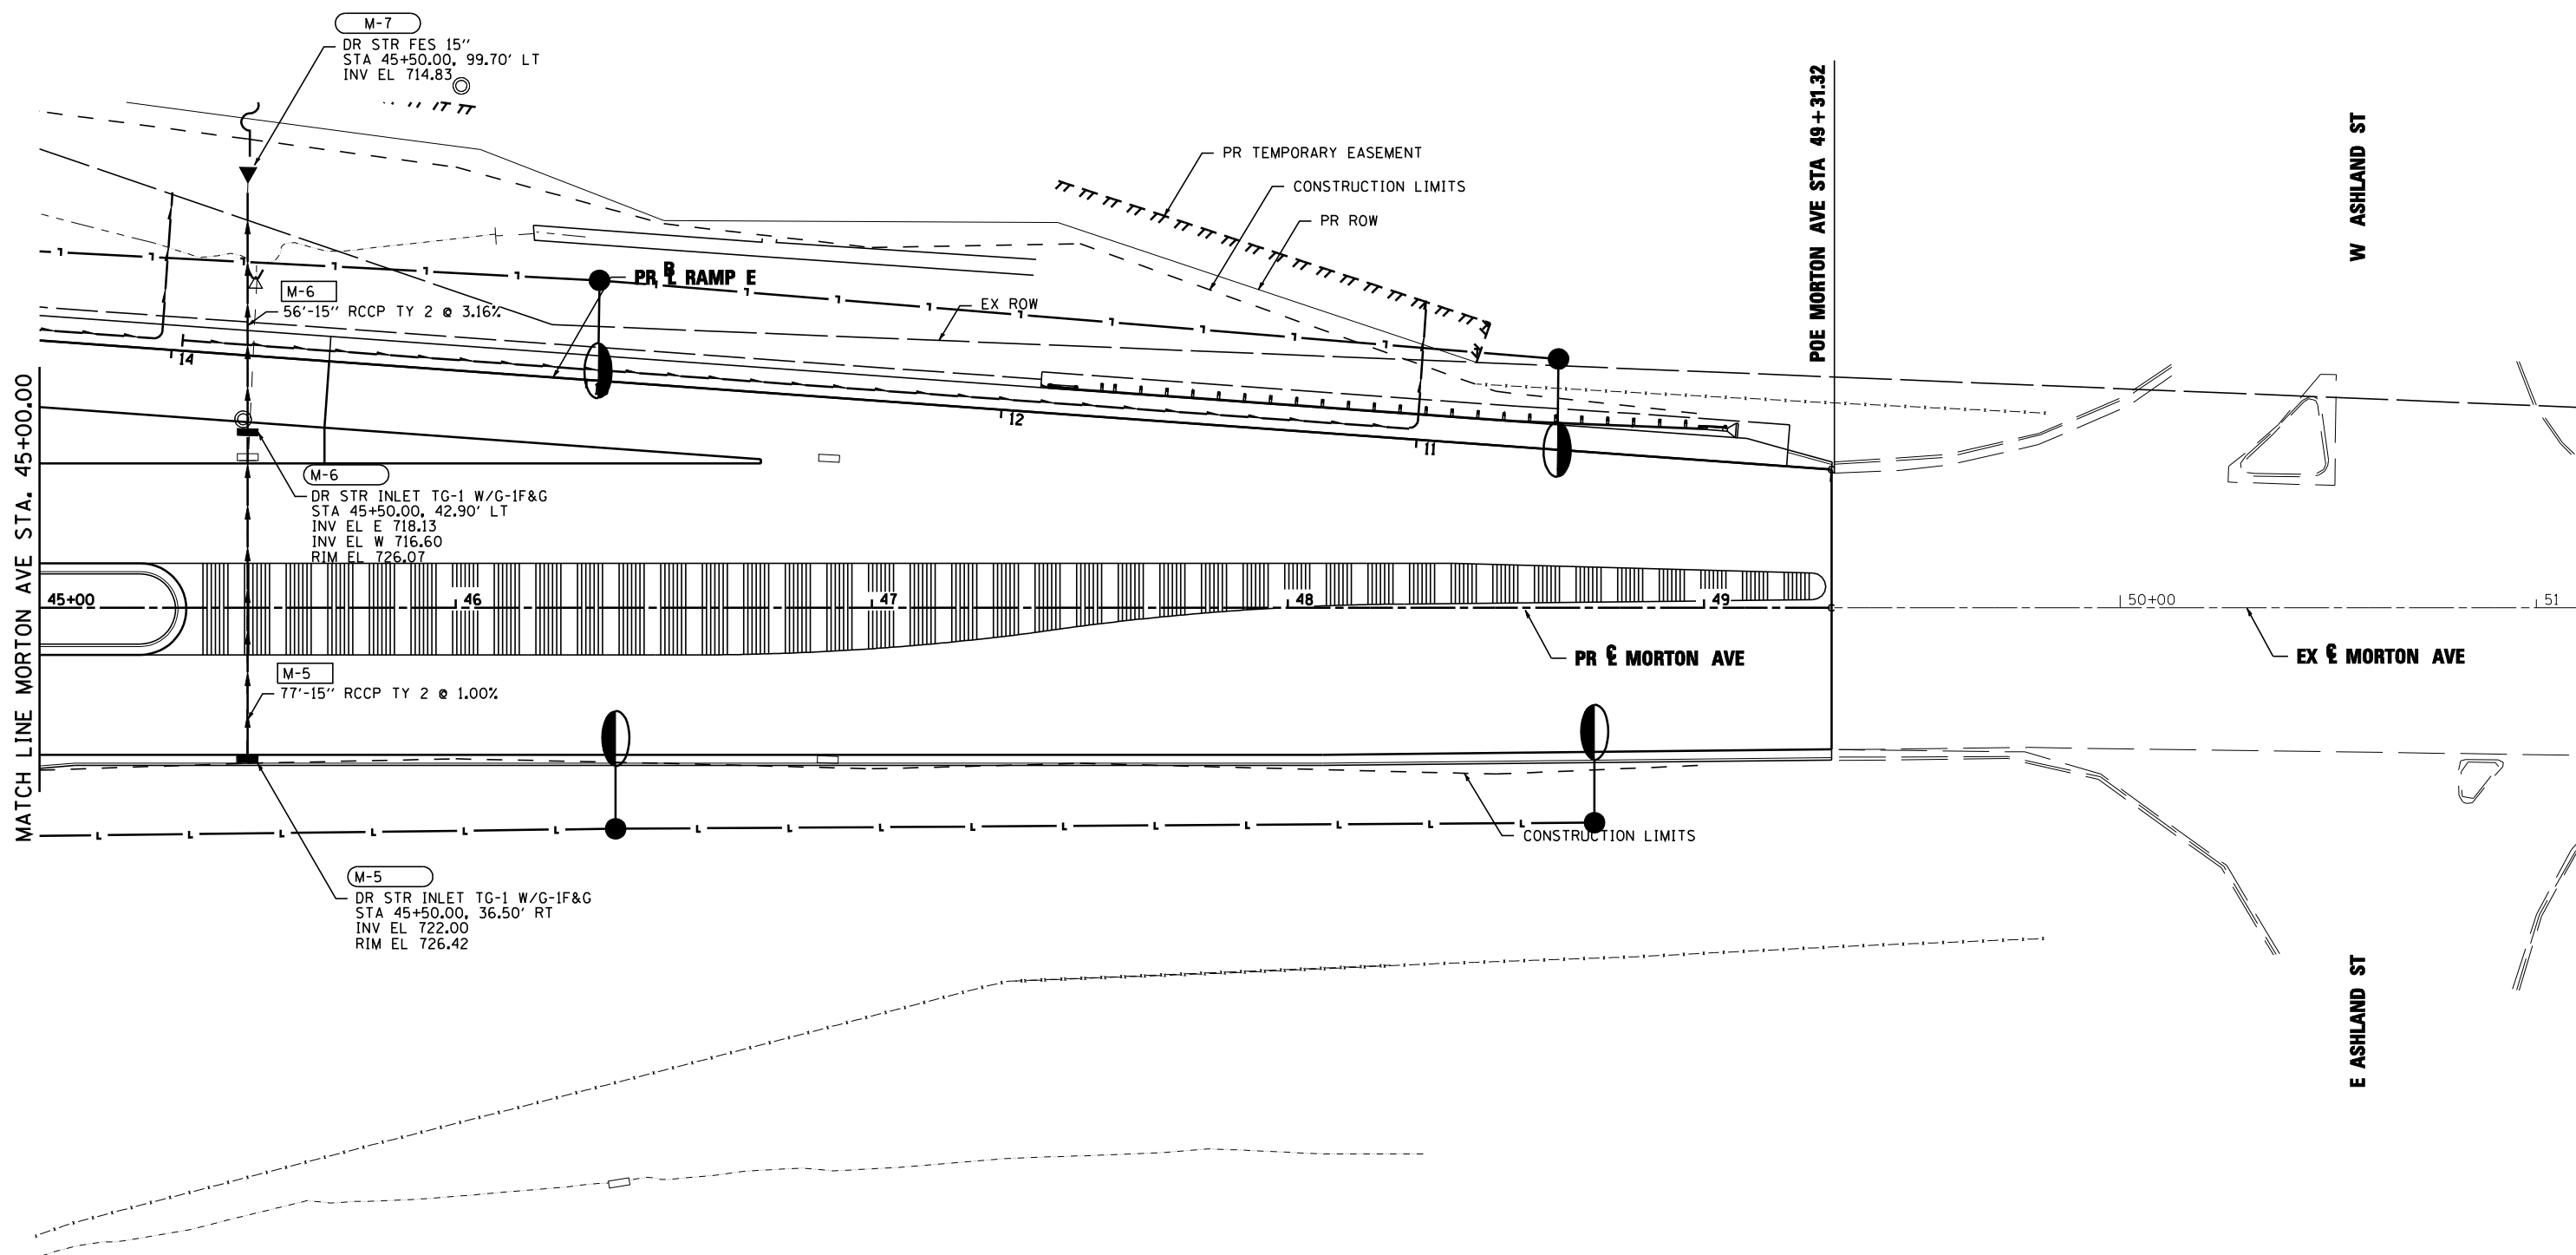 M-7
DR STR FES 15"
STA 45+50.00, 99.70' LT
INV EL 714.83
PR TEMPORARY EASEMENT
CONSTRUCTION LIMITS
PR ROW
POE MORTON AVE STA 49+31.32
W ASHLAND ST
PR BL RAMP E
EX ROW
M-6
56'-15" RCCP TY 2 @ 3.16%
14
12
11
MATCH LINE MORTON AVE STA. 45+00.00
M-6
DR STR INLET TG-1 W/G-1F&G
STA 45+50.00, 42.90' LT
INV EL E 718.13
INV EL W 716.60
RIM EL 726.07
45+00
46
47
48
49
50+00
51
PR CL MORTON AVE
EX CL MORTON AVE
M-5
77'-15" RCCP TY 2 @ 1.00%
CONSTRUCTION LIMITS
M-5
DR STR INLET TG-1 W/G-1F&G
STA 45+50.00, 36.50' RT
INV EL 722.00
RIM EL 726.42
E ASHLAND ST